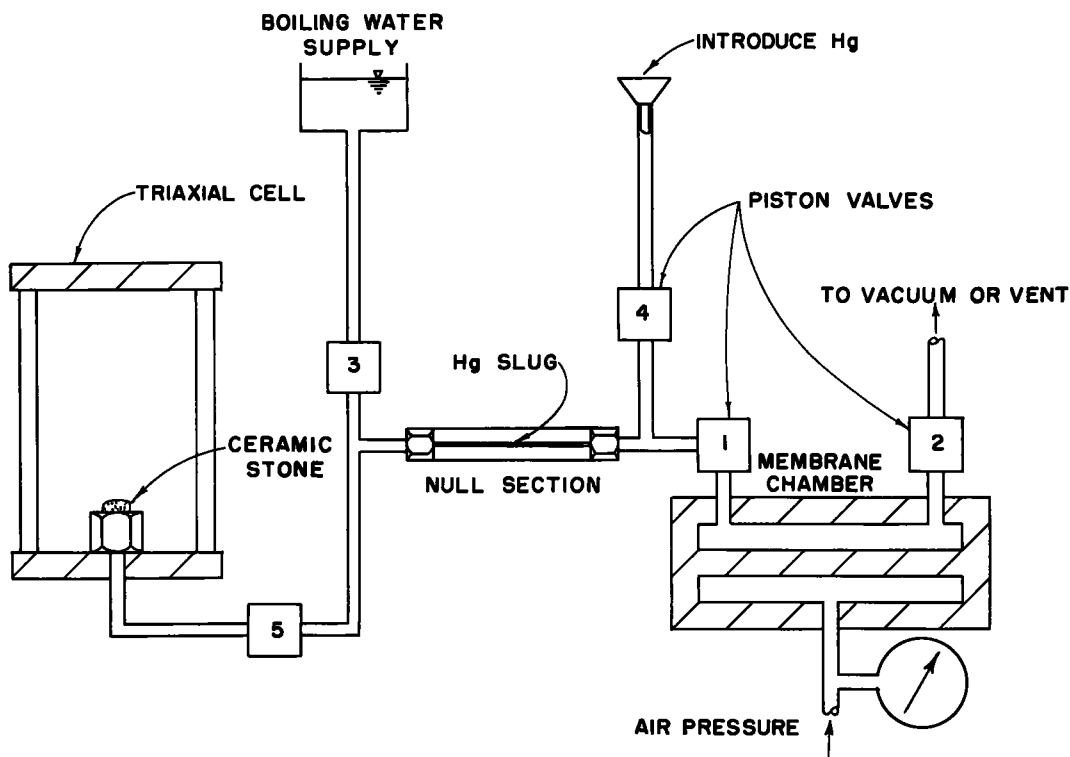 BOILING WATER
SUPPLY
INTRODUCE Hg
TRIAXIAL CELL
PISTON VALVES
TO VACUUM OR VENT
4
3
Hg SLUG
1
2
CERAMIC
STONE
NULL SECTION
MEMBRANE
CHAMBER
5
AIR PRESSURE